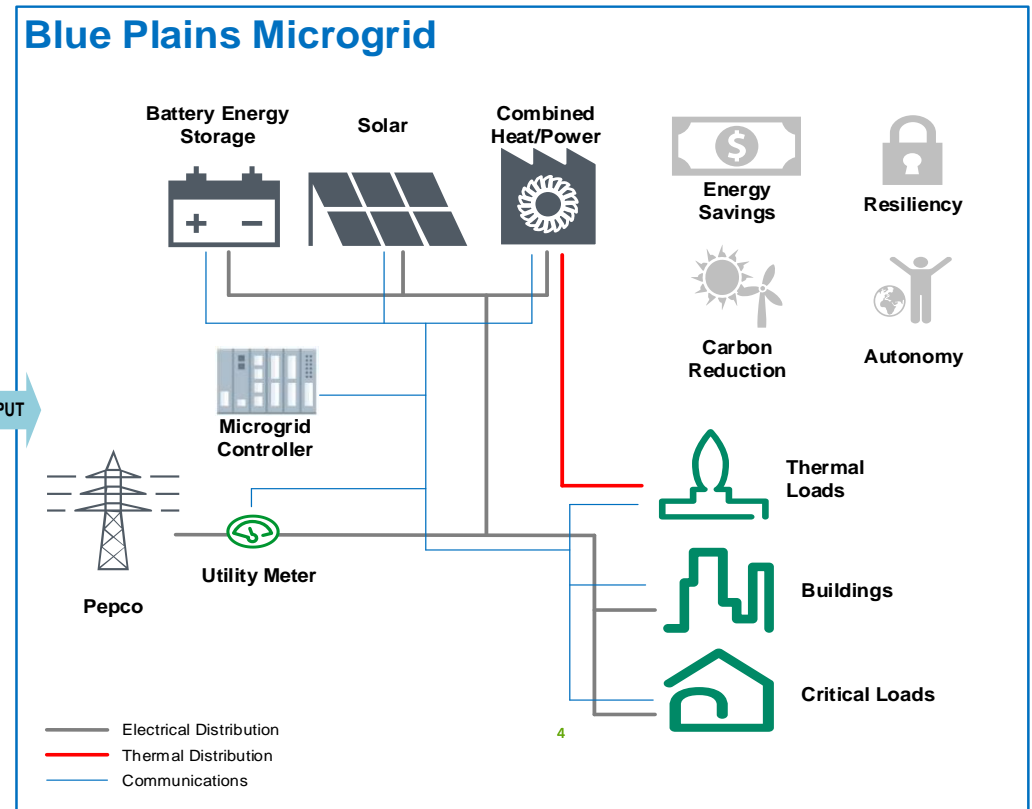 Blue Plains Microgrid
Battery Energy
Storage
Solar
Combined
Heat/Power
+ −
$
Energy
Savings
Resiliency
Carbon
Reduction
Autonomy
PUT
Microgrid
Controller
Utility Meter
Pepco
Thermal
Loads
Buildings
Critical Loads
Electrical Distribution
Thermal Distribution
Communications
4